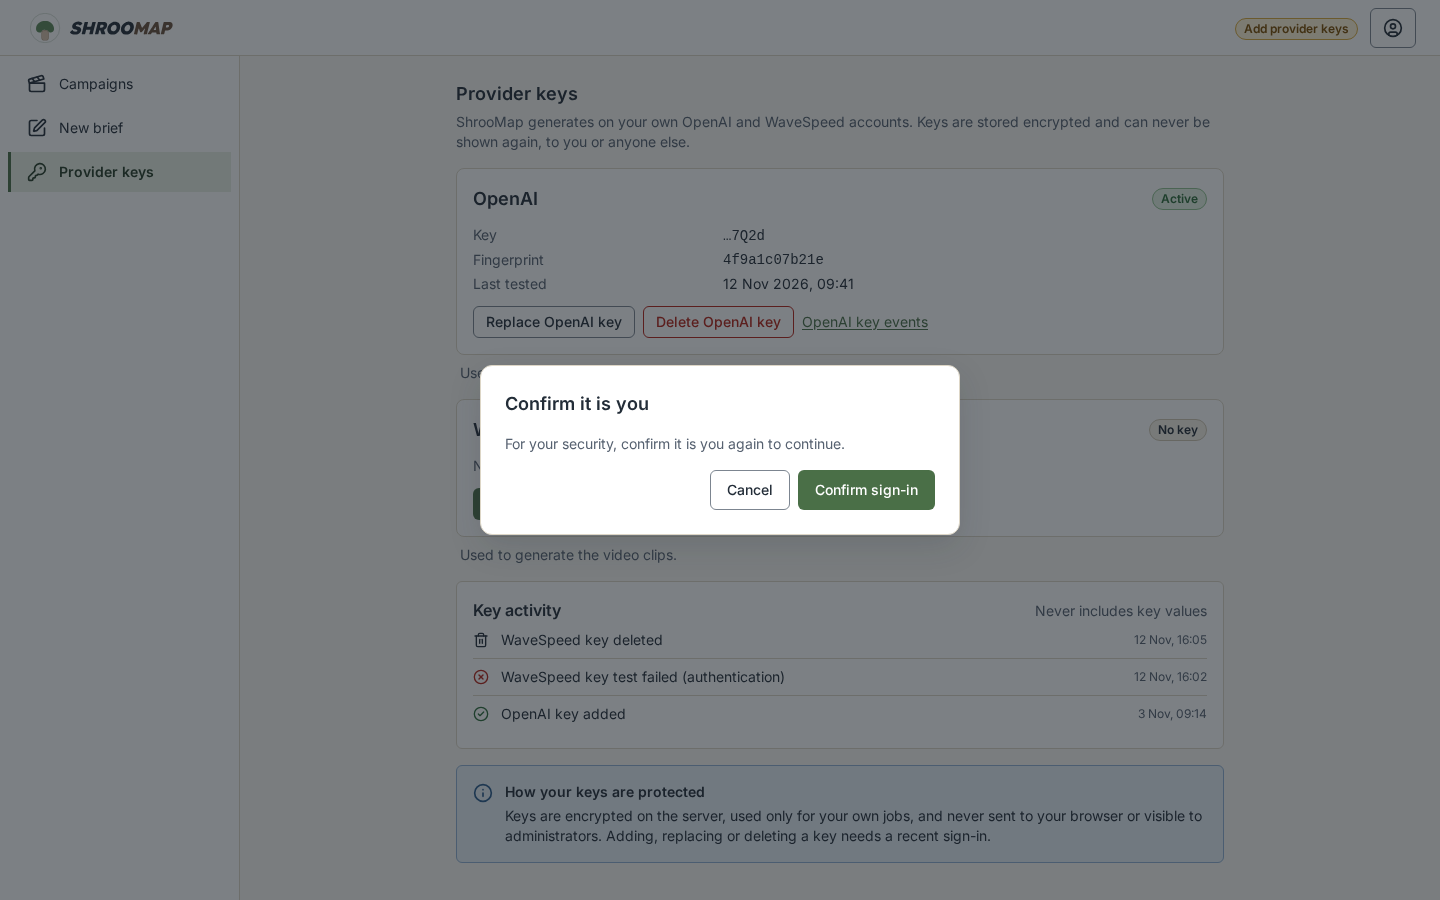 SHROOMAP
Add provider keys
Campaigns
New brief
Provider keys
Provider keys
ShrooMap generates on your own OpenAI and WaveSpeed accounts. Keys are stored encrypted and can never be
shown again, to you or anyone else.
OpenAI
Active
Key
…7Q2d
Fingerprint
4f9a1c07b21e
Last tested
12 Nov 2026, 09:41
Replace OpenAI key
Delete OpenAI key
OpenAI key events
No key
Confirm it is you
For your security, confirm it is you again to continue.
Cancel
Confirm sign-in
Used to generate the video clips.
Key activity
Never includes key values
WaveSpeed key deleted
12 Nov, 16:05
WaveSpeed key test failed (authentication)
12 Nov, 16:02
OpenAI key added
3 Nov, 09:14
How your keys are protected
Keys are encrypted on the server, used only for your own jobs, and never sent to your browser or visible to
administrators. Adding, replacing or deleting a key needs a recent sign-in.